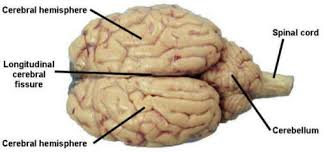 Cerebral hemisphere
Spinal cord
Longitudinal
cerebral
fissure
Cerebral hemisphere
Cerebellum